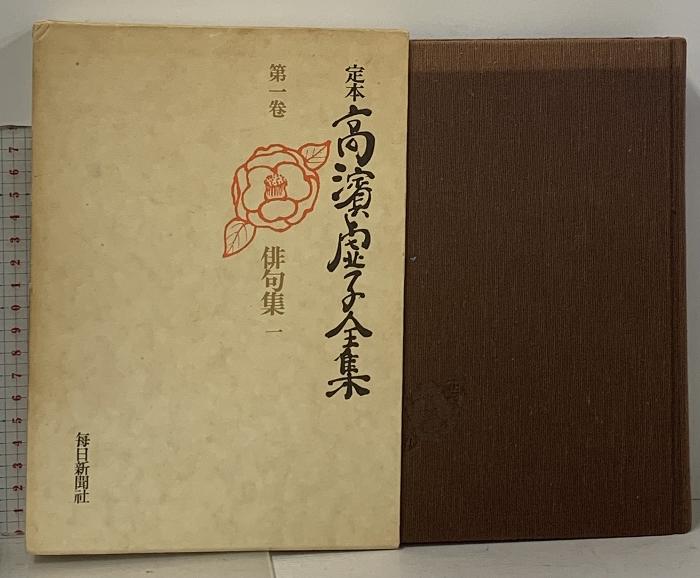 定本
高濱虚子全集
第一巻
俳句集 一
毎日新聞社